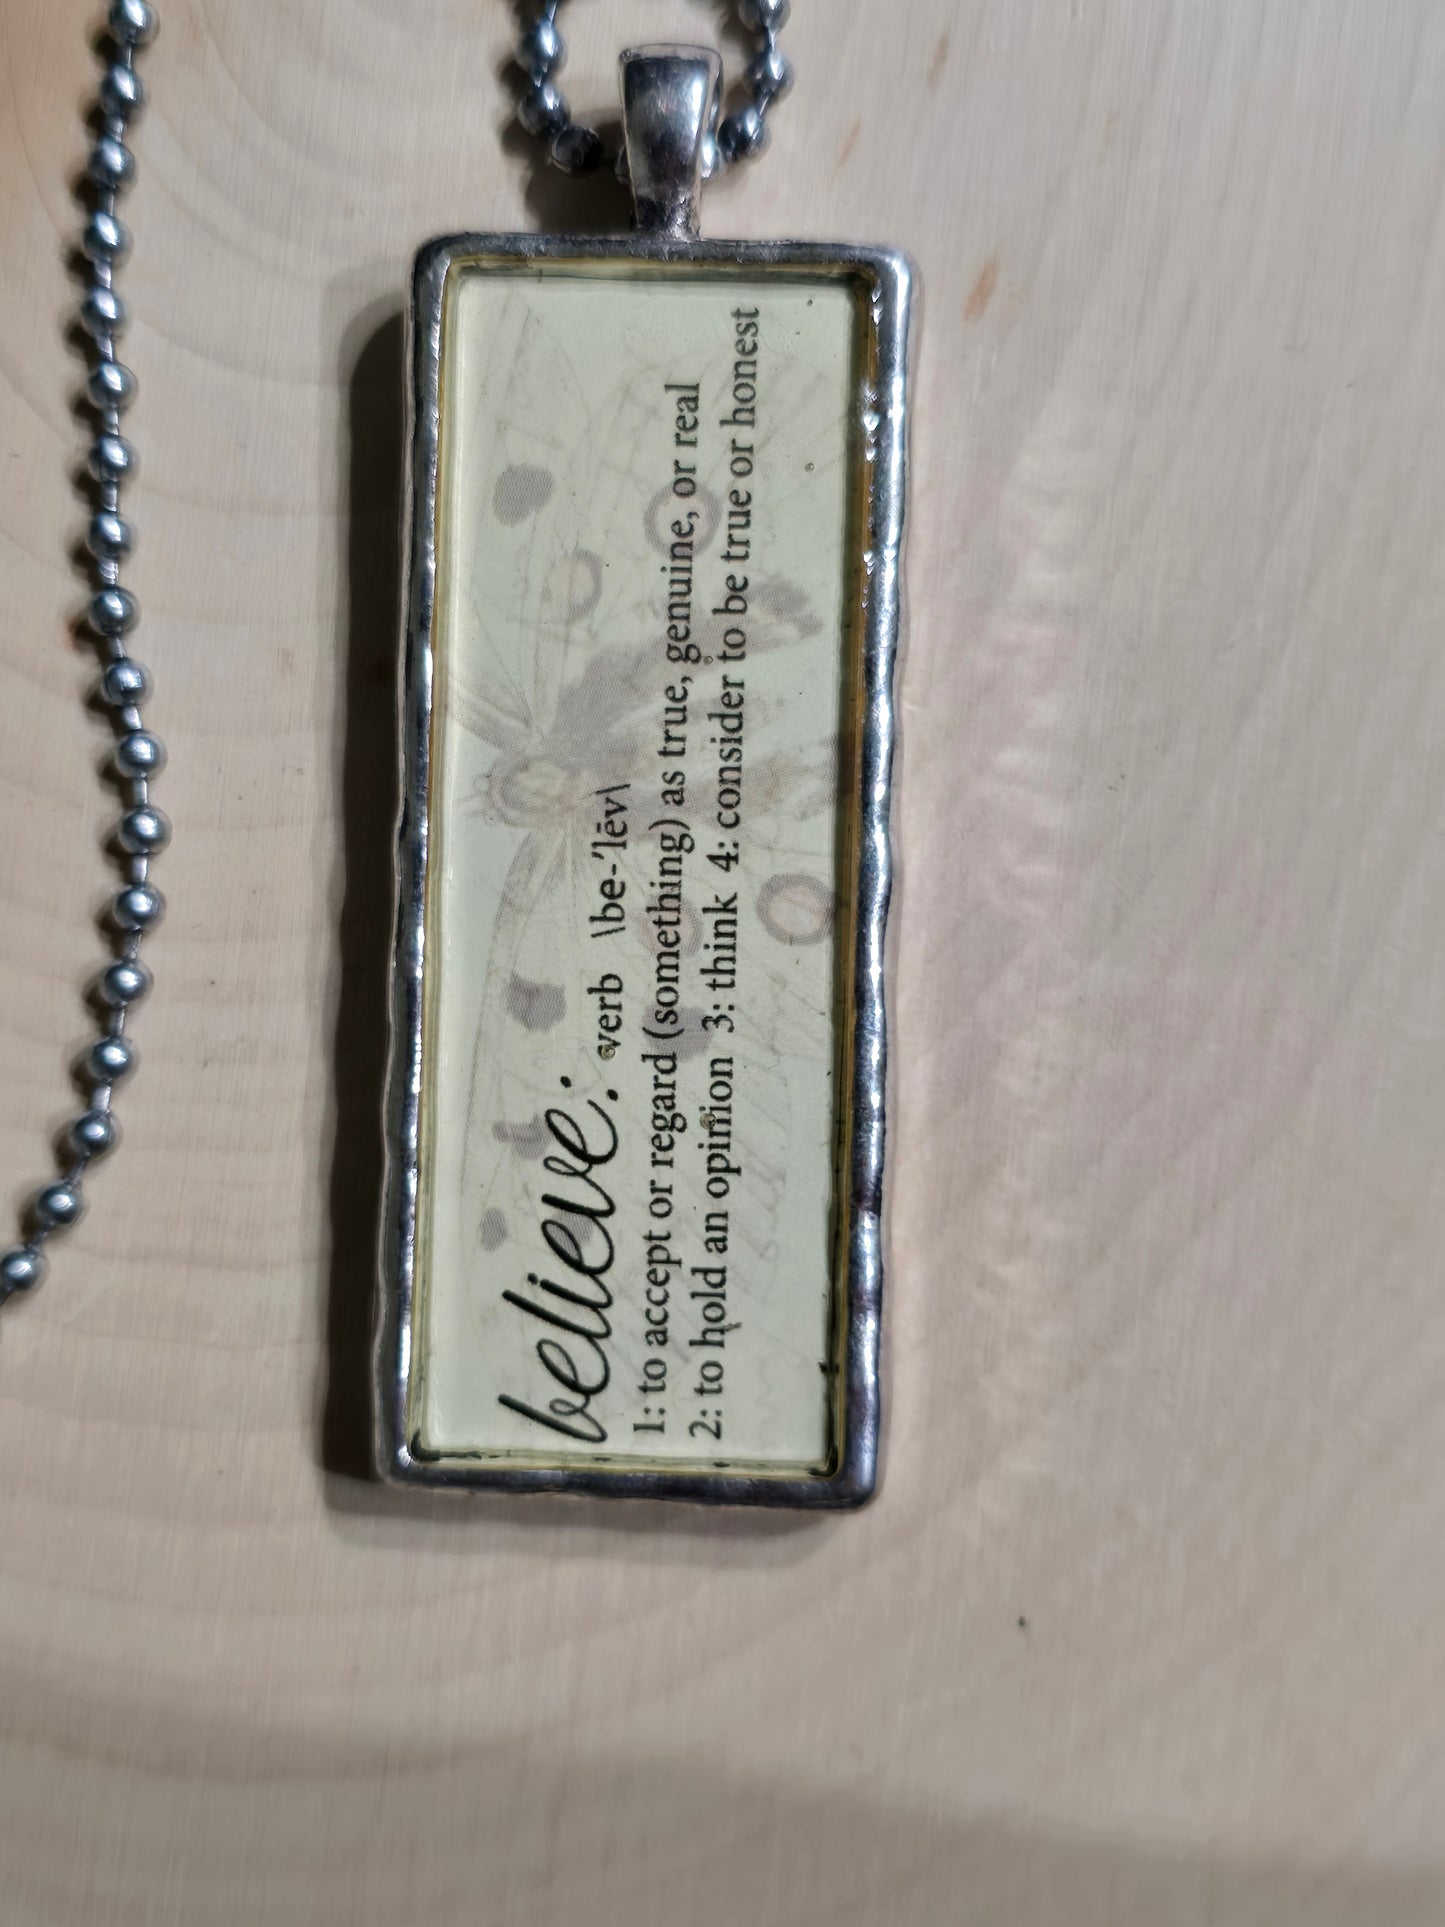 believe: verb \be-'lēv\
1: to accept or regard (something) as true, genuine, or real
2: to hold an opinion 3: think 4: consider to be true or honest